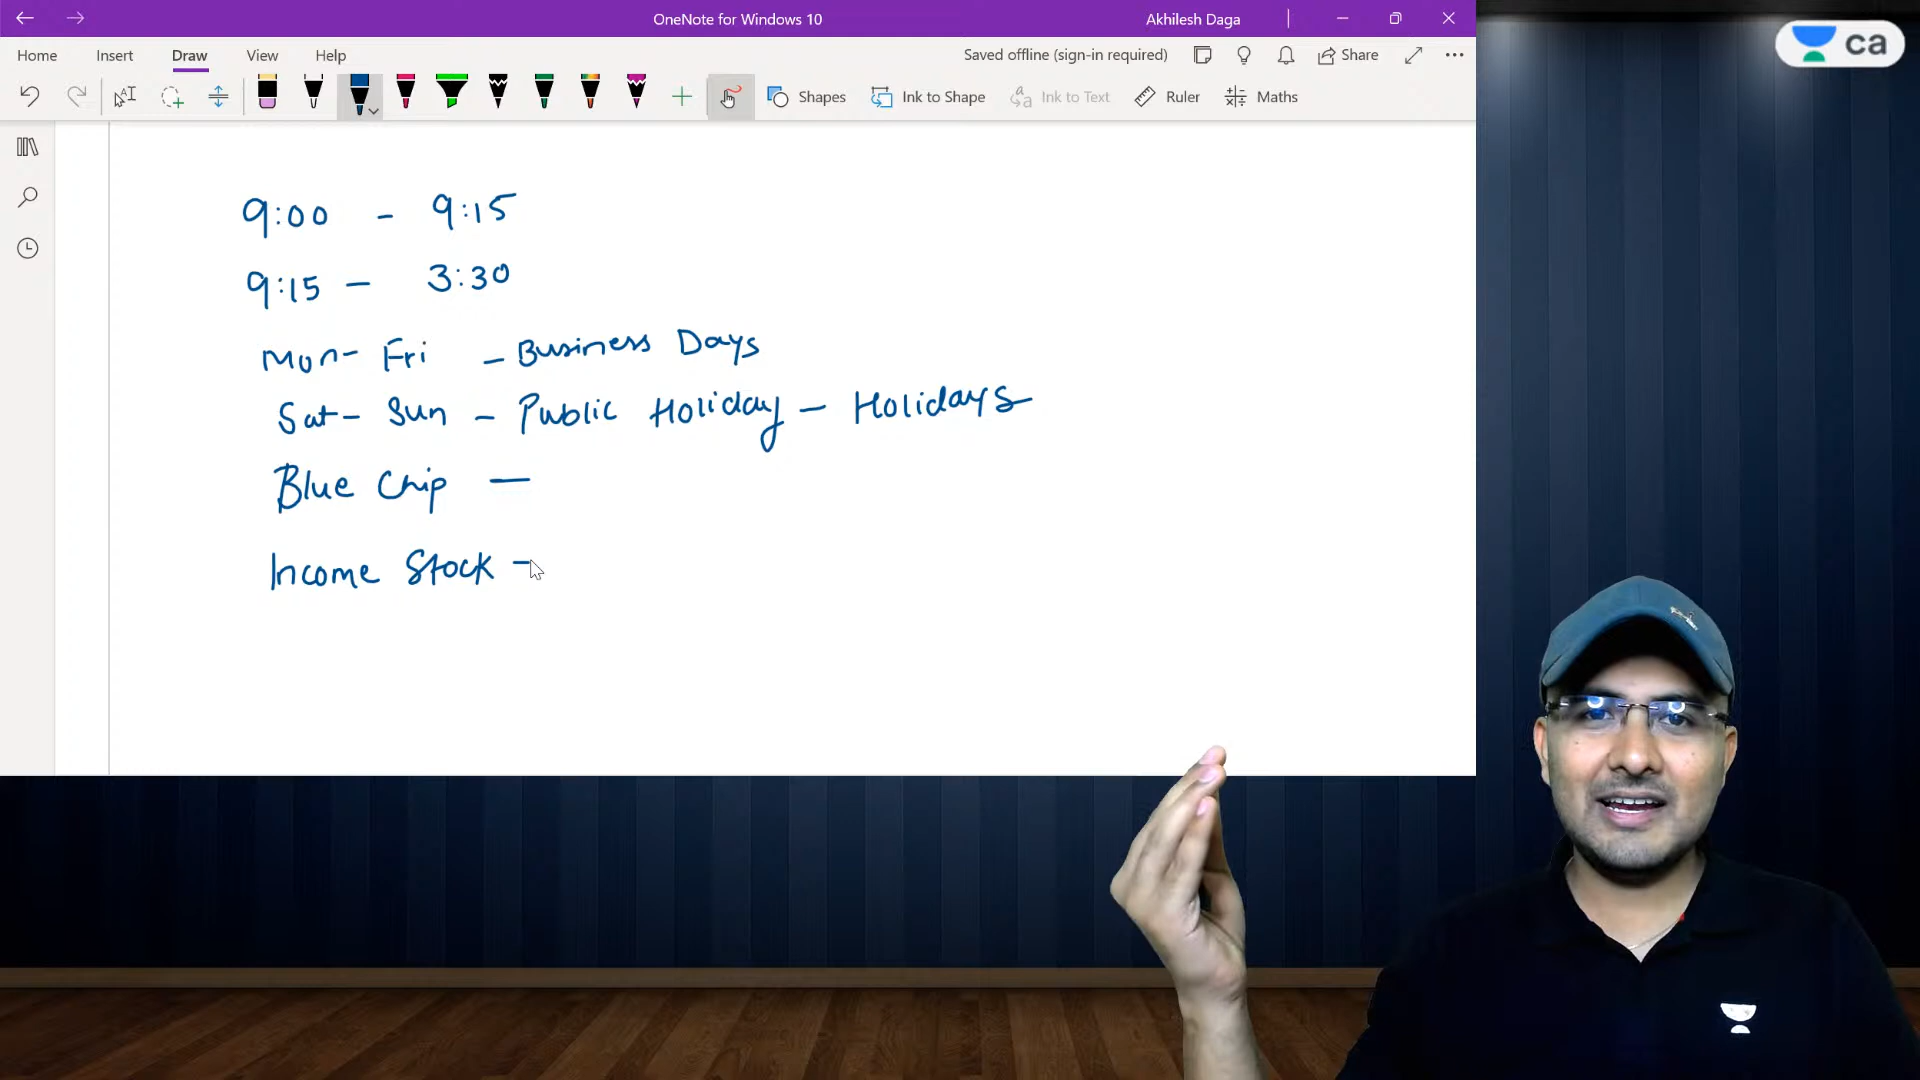 OneNote for Windows 10
Akhilesh Daga
Home Insert Draw View Help
Saved offline (sign-in required) Share
Shapes Ink to Shape Ink to Text Ruler Maths
ca
9:00 - 9:15
9:15 - 3:30
Mon- Fri - Business Days
Sat- Sun - Public Holiday - Holidays
Blue Chip -
Income Stock -